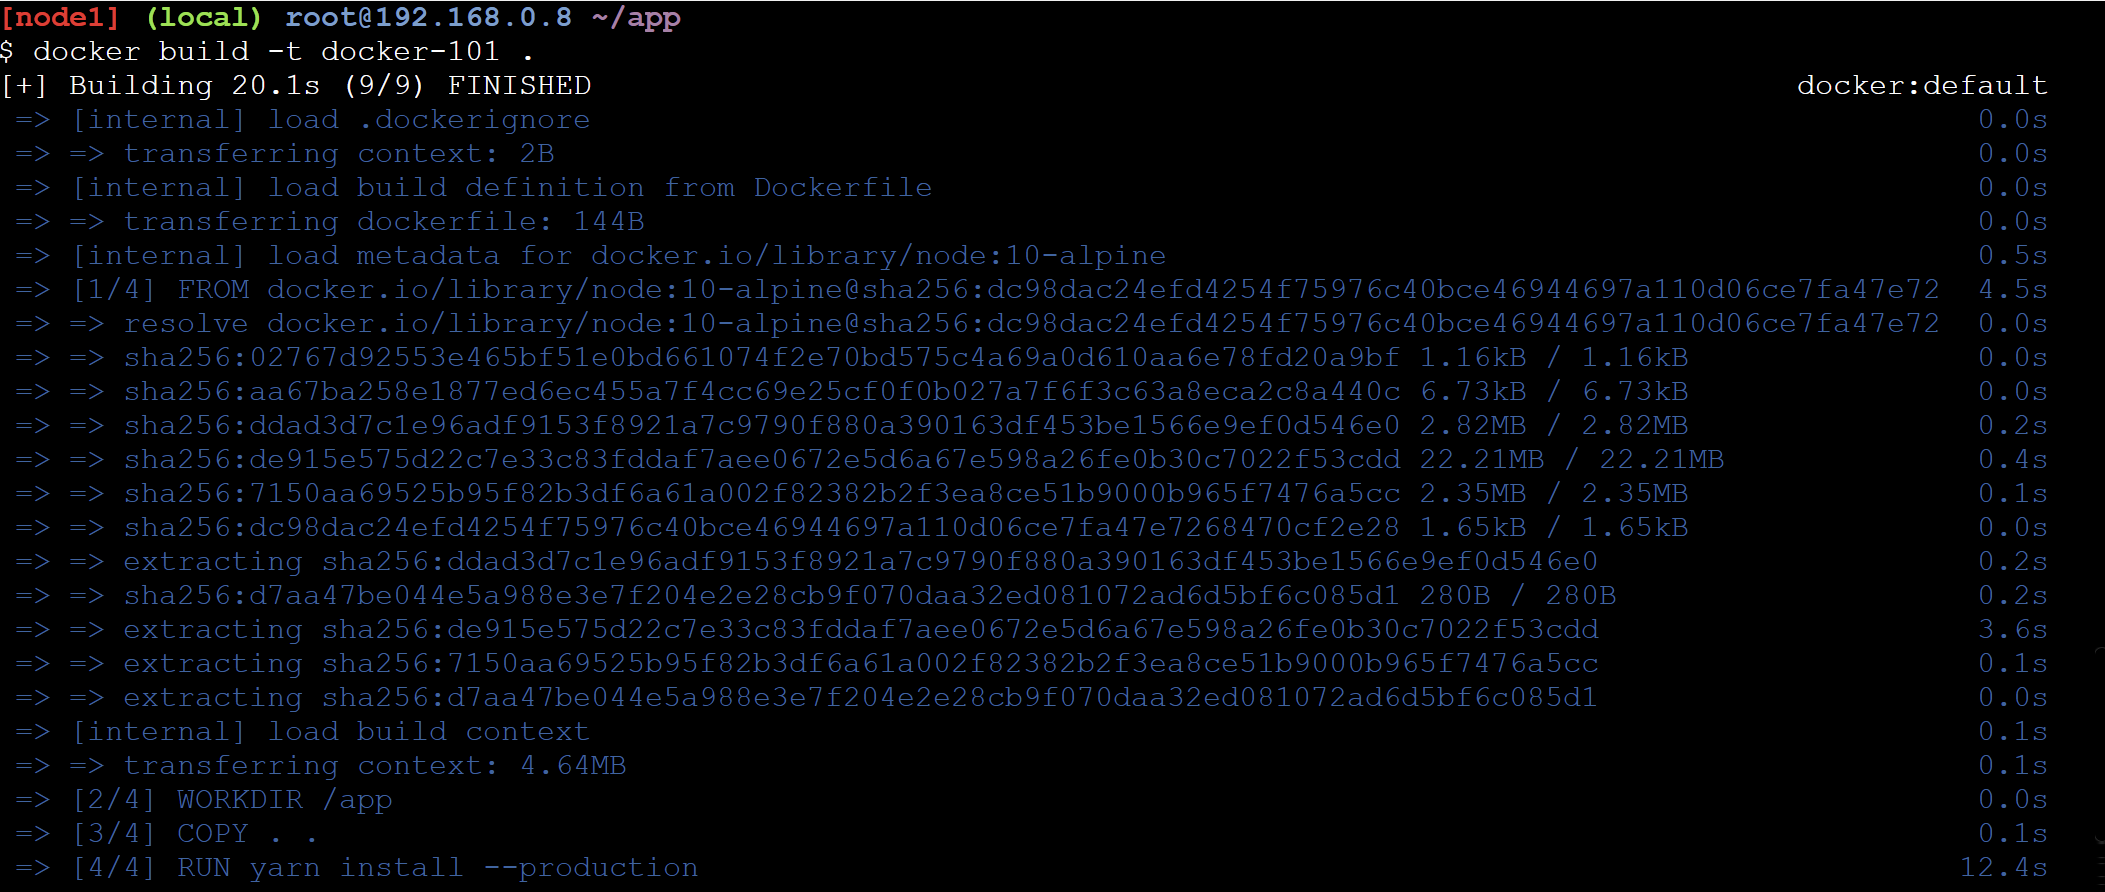 [node1] (local) root@192.168.0.8 ~/app
$ docker build -t docker-101 .
[+] Building 20.1s (9/9) FINISHED docker:default
=> [internal] load .dockerignore 0.0s
=> => transferring context: 2B 0.0s
=> [internal] load build definition from Dockerfile 0.0s
=> => transferring dockerfile: 144B 0.0s
=> [internal] load metadata for docker.io/library/node:10-alpine 0.5s
=> [1/4] FROM docker.io/library/node:10-alpine@sha256:dc98dac24efd4254f75976c40bce46944697a110d06ce7fa47e72 4.5s
=> => resolve docker.io/library/node:10-alpine@sha256:dc98dac24efd4254f75976c40bce46944697a110d06ce7fa47e72 0.0s
=> => sha256:02767d92553e465bf51e0bd661074f2e70bd575c4a69a0d610aa6e78fd20a9bf 1.16kB / 1.16kB 0.0s
=> => sha256:aa67ba258e1877ed6ec455a7f4cc69e25cf0f0b027a7f6f3c63a8eca2c8a440c 6.73kB / 6.73kB 0.0s
=> => sha256:ddad3d7c1e96adf9153f8921a7c9790f880a390163df453be1566e9ef0d546e0 2.82MB / 2.82MB 0.2s
=> => sha256:de915e575d22c7e33c83fddaf7aee0672e5d6a67e598a26fe0b30c7022f53cdd 22.21MB / 22.21MB 0.4s
=> => sha256:7150aa69525b95f82b3df6a61a002f82382b2f3ea8ce51b9000b965f7476a5cc 2.35MB / 2.35MB 0.1s
=> => sha256:dc98dac24efd4254f75976c40bce46944697a110d06ce7fa47e7268470cf2e28 1.65kB / 1.65kB 0.0s
=> => extracting sha256:ddad3d7c1e96adf9153f8921a7c9790f880a390163df453be1566e9ef0d546e0 0.2s
=> => sha256:d7aa47be044e5a988e3e7f204e2e28cb9f070daa32ed081072ad6d5bf6c085d1 280B / 280B 0.2s
=> => extracting sha256:de915e575d22c7e33c83fddaf7aee0672e5d6a67e598a26fe0b30c7022f53cdd 3.6s
=> => extracting sha256:7150aa69525b95f82b3df6a61a002f82382b2f3ea8ce51b9000b965f7476a5cc 0.1s
=> => extracting sha256:d7aa47be044e5a988e3e7f204e2e28cb9f070daa32ed081072ad6d5bf6c085d1 0.0s
=> [internal] load build context 0.1s
=> => transferring context: 4.64MB 0.1s
=> [2/4] WORKDIR /app 0.0s
=> [3/4] COPY . . 0.1s
=> [4/4] RUN yarn install --production 12.4s